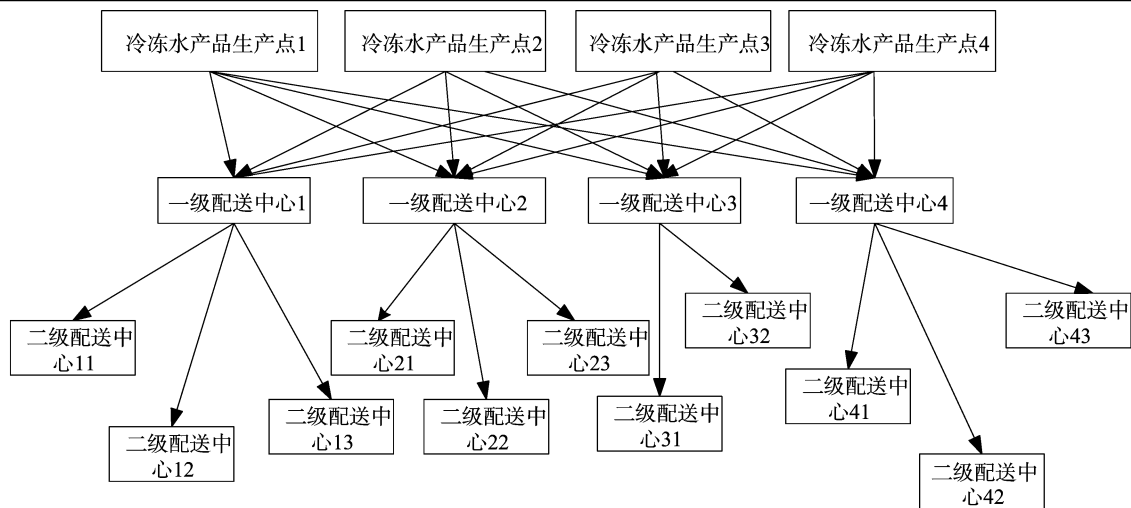 冷冻水产品生产点1
冷冻水产品生产点2
冷冻水产品生产点3
冷冻水产品生产点4
一级配送中心1
一级配送中心2
一级配送中心3
一级配送中心4
二级配送中
心11
二级配送中
心12
二级配送中
心13
二级配送中
心21
二级配送中
心22
二级配送中
心23
二级配送中
心31
二级配送中
心32
二级配送中
心41
二级配送中
心42
二级配送中
心43